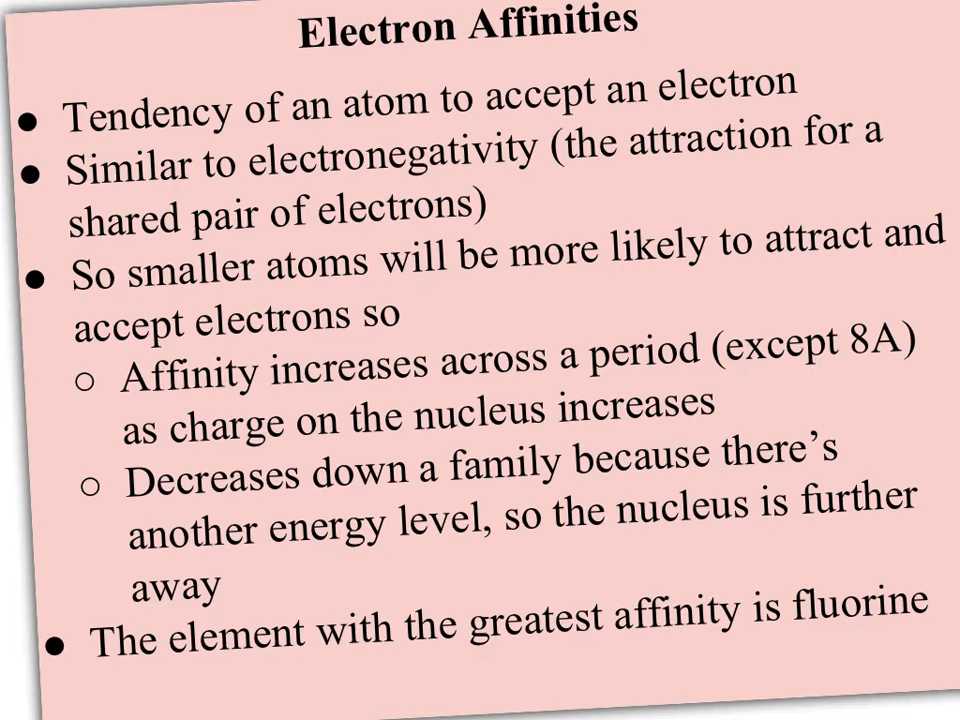 Electron Affinities
● Tendency of an atom to accept an electron
● Similar to electronegativity (the attraction for a
shared pair of electrons)
● So smaller atoms will be more likely to attract and
accept electrons so
○ Affinity increases across a period (except 8A)
as charge on the nucleus increases
○ Decreases down a family because there’s
another energy level, so the nucleus is further
away
● The element with the greatest affinity is fluorine